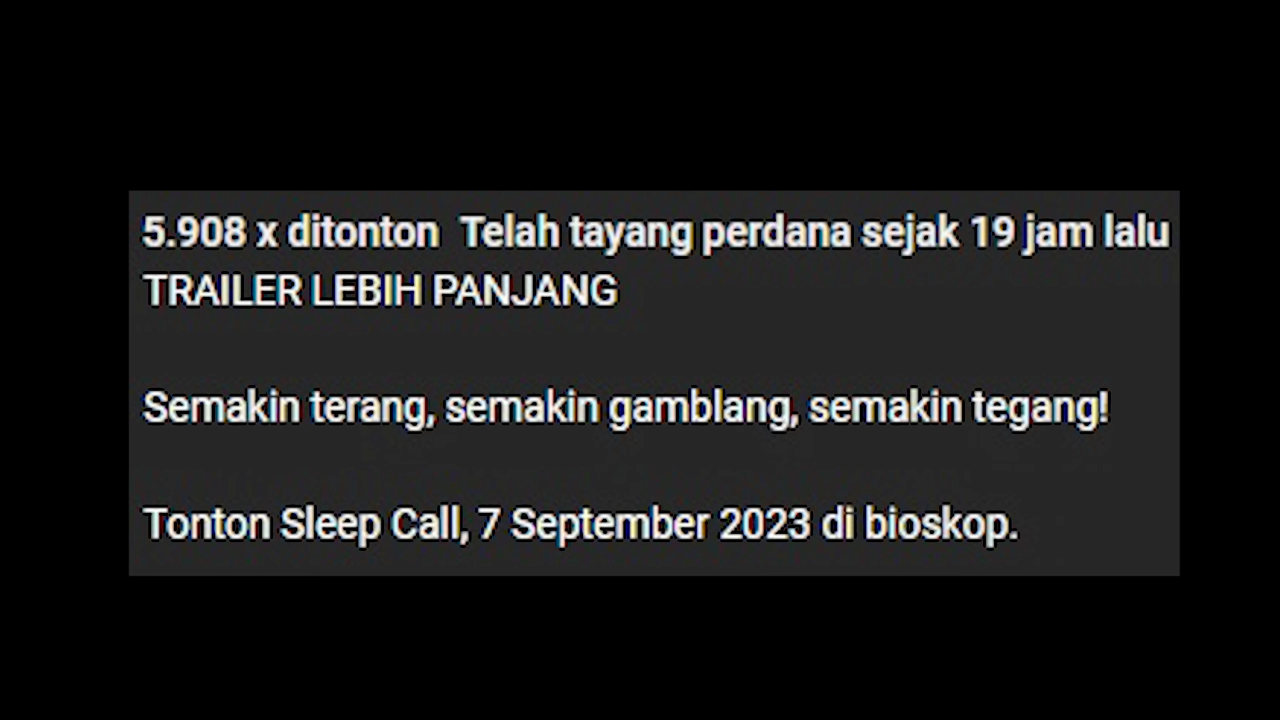 5.908 x ditonton  Telah tayang perdana sejak 19 jam lalu
TRAILER LEBIH PANJANG
Semakin terang, semakin gamblang, semakin tegang!
Tonton Sleep Call, 7 September 2023 di bioskop.